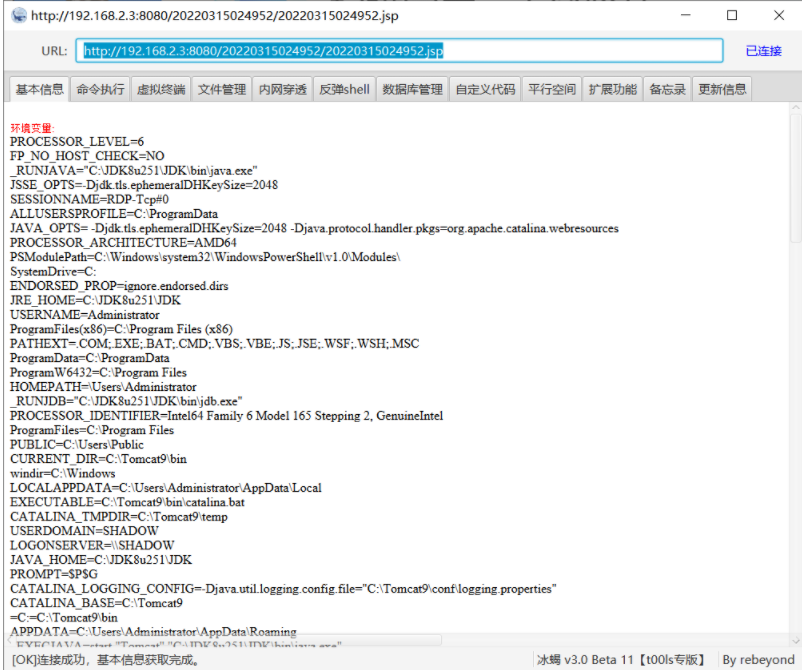 http://192.168.2.3:8080/20220315024952/20220315024952.jsp
URL: http://192.168.2.3:8080/20220315024952/20220315024952.jsp 已连接
基本信息 命令执行 虚拟终端 文件管理 内网穿透 反弹shell 数据库管理 自定义代码 平行空间 扩展功能 备忘录 更新信息
环境变量:
PROCESSOR_LEVEL=6
FP_NO_HOST_CHECK=NO
_RUNJAVA="C:\JDK8u251\JDK\bin\java.exe"
JSSE_OPTS=-Djdk.tls.ephemeralDHKeySize=2048
SESSIONNAME=RDP-Tcp#0
ALLUSERSPROFILE=C:\ProgramData
JAVA_OPTS= -Djdk.tls.ephemeralDHKeySize=2048 -Djava.protocol.handler.pkgs=org.apache.catalina.webresources
PROCESSOR_ARCHITECTURE=AMD64
PSModulePath=C:\Windows\system32\WindowsPowerShell\v1.0\Modules\
SystemDrive=C:
ENDORSED_PROP=ignore.endorsed.dirs
JRE_HOME=C:\JDK8u251\JDK
USERNAME=Administrator
ProgramFiles(x86)=C:\Program Files (x86)
PATHEXT=.COM;.EXE;.BAT;.CMD;.VBS;.VBE;.JS;.JSE;.WSF;.WSH;.MSC
ProgramData=C:\ProgramData
ProgramW6432=C:\Program Files
HOMEPATH=\Users\Administrator
_RUNJDB="C:\JDK8u251\JDK\bin\jdb.exe"
PROCESSOR_IDENTIFIER=Intel64 Family 6 Model 165 Stepping 2, GenuineIntel
ProgramFiles=C:\Program Files
PUBLIC=C:\Users\Public
CURRENT_DIR=C:\Tomcat9\bin
windir=C:\Windows
LOCALAPPDATA=C:\Users\Administrator\AppData\Local
EXECUTABLE=C:\Tomcat9\bin\catalina.bat
CATALINA_TMPDIR=C:\Tomcat9\temp
USERDOMAIN=SHADOW
LOGONSERVER=\\SHADOW
JAVA_HOME=C:\JDK8u251\JDK
PROMPT=$P$G
CATALINA_LOGGING_CONFIG=-Djava.util.logging.config.file="C:\Tomcat9\conf\logging.properties"
CATALINA_BASE=C:\Tomcat9
=C:=C:\Tomcat9\bin
APPDATA=C:\Users\Administrator\AppData\Roaming
_EXECJAVA=start "Tomcat" "C:\JDK8u251\JDK\bin\java.exe"
[OK]连接成功，基本信息获取完成。 冰蝎 v3.0 Beta 11【t00ls专版】 By rebeyond